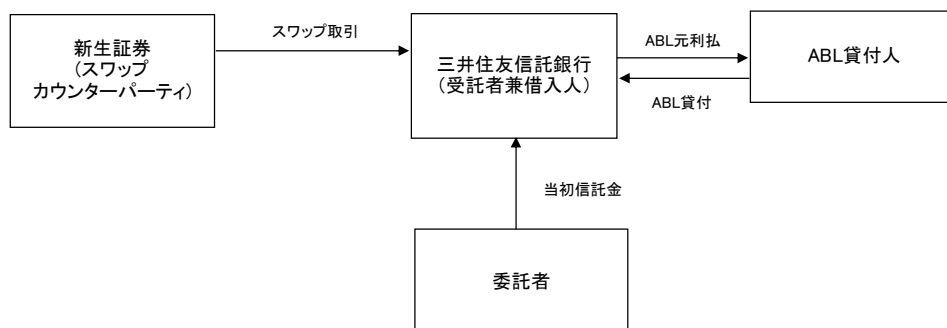 新生証券
(スワップ
カウンターパーティ)
スワップ取引
三井住友信託銀行
(受託者兼借入人)
ABL元利払
ABL貸付
ABL貸付人
当初信託金
委託者